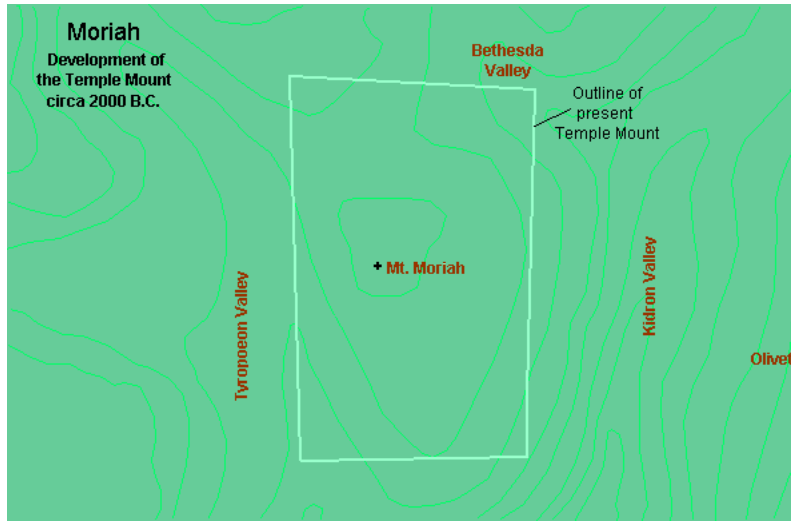 Moriah
Development of
the Temple Mount
circa 2000 B.C.
Bethesda
Valley
Outline of
present
Temple Mount
Mt. Moriah
Tyropoeon Valley
Kidron Valley
Olivet